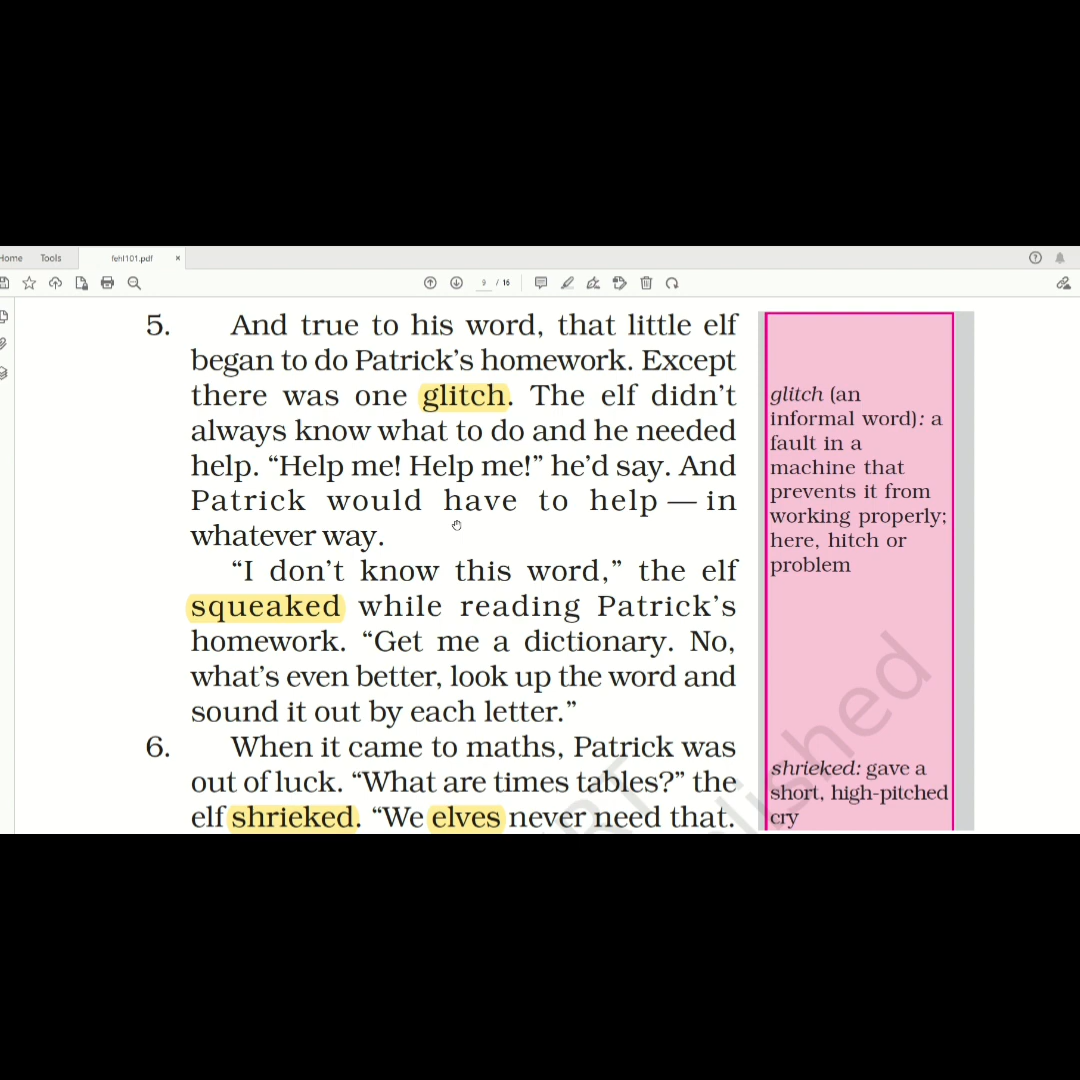 Home Tools fehl101.pdf ×
9 / 16
5. And true to his word, that little elf
began to do Patrick’s homework. Except
there was one glitch. The elf didn’t
always know what to do and he needed
help. “Help me! Help me!” he’d say. And
Patrick would have to help — in
whatever way.
“I don’t know this word,” the elf
squeaked while reading Patrick’s
homework. “Get me a dictionary. No,
what’s even better, look up the word and
sound it out by each letter.”
6. When it came to maths, Patrick was
out of luck. “What are times tables?” the
elf shrieked. “We elves never need that.
glitch (an
informal word): a
fault in a
machine that
prevents it from
working properly;
here, hitch or
problem
shrieked: gave a
short, high-pitched
cry